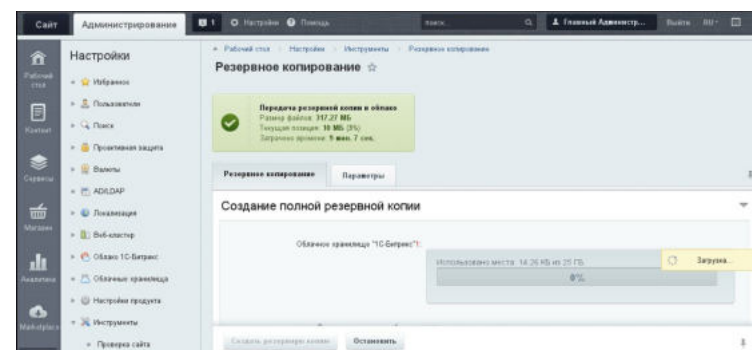 Сайт
Администрирование
1
Настройки
Помощь
поиск...
Главный Администр...
Выйти
RU
Рабочий стол
Контент
Сервисы
Магазин
Аналитика
Marketplace
Настройки
Избранное
Пользователи
Поиск
Проактивная защита
Валюты
AD/LDAP
Локализация
Веб-кластер
Облако 1С-Битрикс
Облачные хранилища
Настройки продукта
Инструменты
Проверка сайта
Рабочий стол
Настройки
Инструменты
Резервное копирование
Резервное копирование
Передача резервной копии в облако
Размер файлов: 317.27 МБ
Текущая позиция: 10 МБ (3%)
Затрачено времени: 5 мин. 7 сек.
Резервное копирование
Параметры
Создание полной резервной копии
Облачное хранилище "1С-Битрикс"
Использовано места: 14.26 КБ из 25 ГБ.
0%
Загрузка...
Создать резервную копию
Остановить